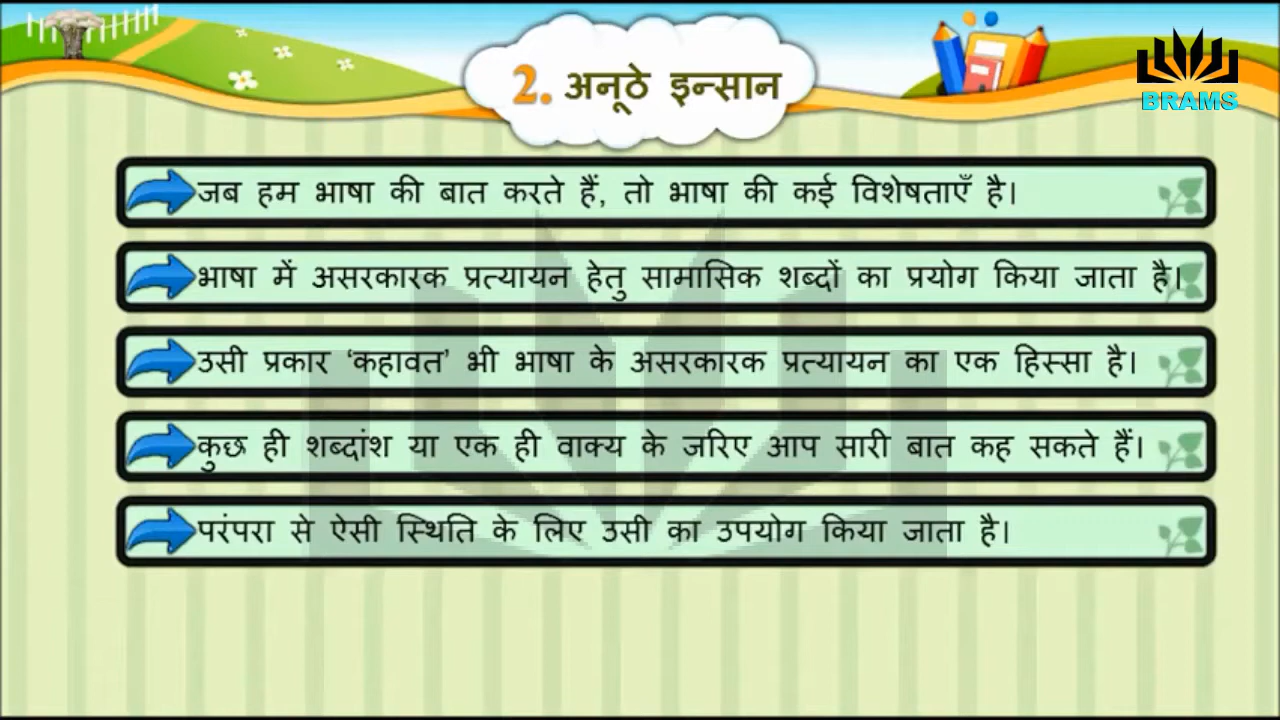 2. अनूठे इन्सान
BRAMS
जब हम भाषा की बात करते हैं, तो भाषा की कई विशेषताएँ है।
भाषा में असरकारक प्रत्यायन हेतु सामासिक शब्दों का प्रयोग किया जाता है।
उसी प्रकार ‘कहावत’ भी भाषा के असरकारक प्रत्यायन का एक हिस्सा है।
कुछ ही शब्दांश या एक ही वाक्य के जरिए आप सारी बात कह सकते हैं।
परंपरा से ऐसी स्थिति के लिए उसी का उपयोग किया जाता है।